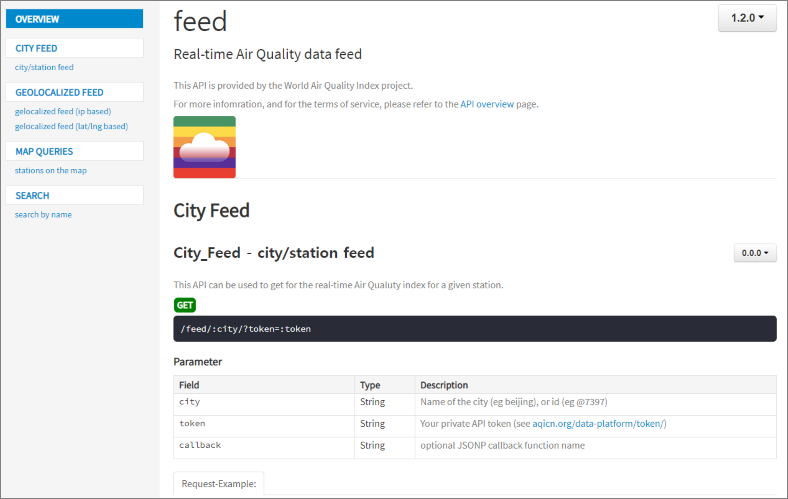 OVERVIEW
CITY FEED
city/station feed
GEOLOCALIZED FEED
gelocalized feed (ip based)
gelocalized feed (lat/lng based)
MAP QUERIES
stations on the map
SEARCH
search by name
feed
1.2.0
Real-time Air Quality data feed
This API is provided by the World Air Quality Index project.
For more infomration, and for the terms of service, please refer to the API overview page.
City Feed
City_Feed - city/station feed
0.0.0
This API can be used to get for the real-time Air Qualuty index for a given station.
GET
/feed/:city/?token=:token
Parameter
Field Type Description
city String Name of the city (eg beijing), or id (eg @7397)
token String Your private API token (see aqicn.org/data-platform/token/)
callback String optional JSONP callback function name
Request-Example: